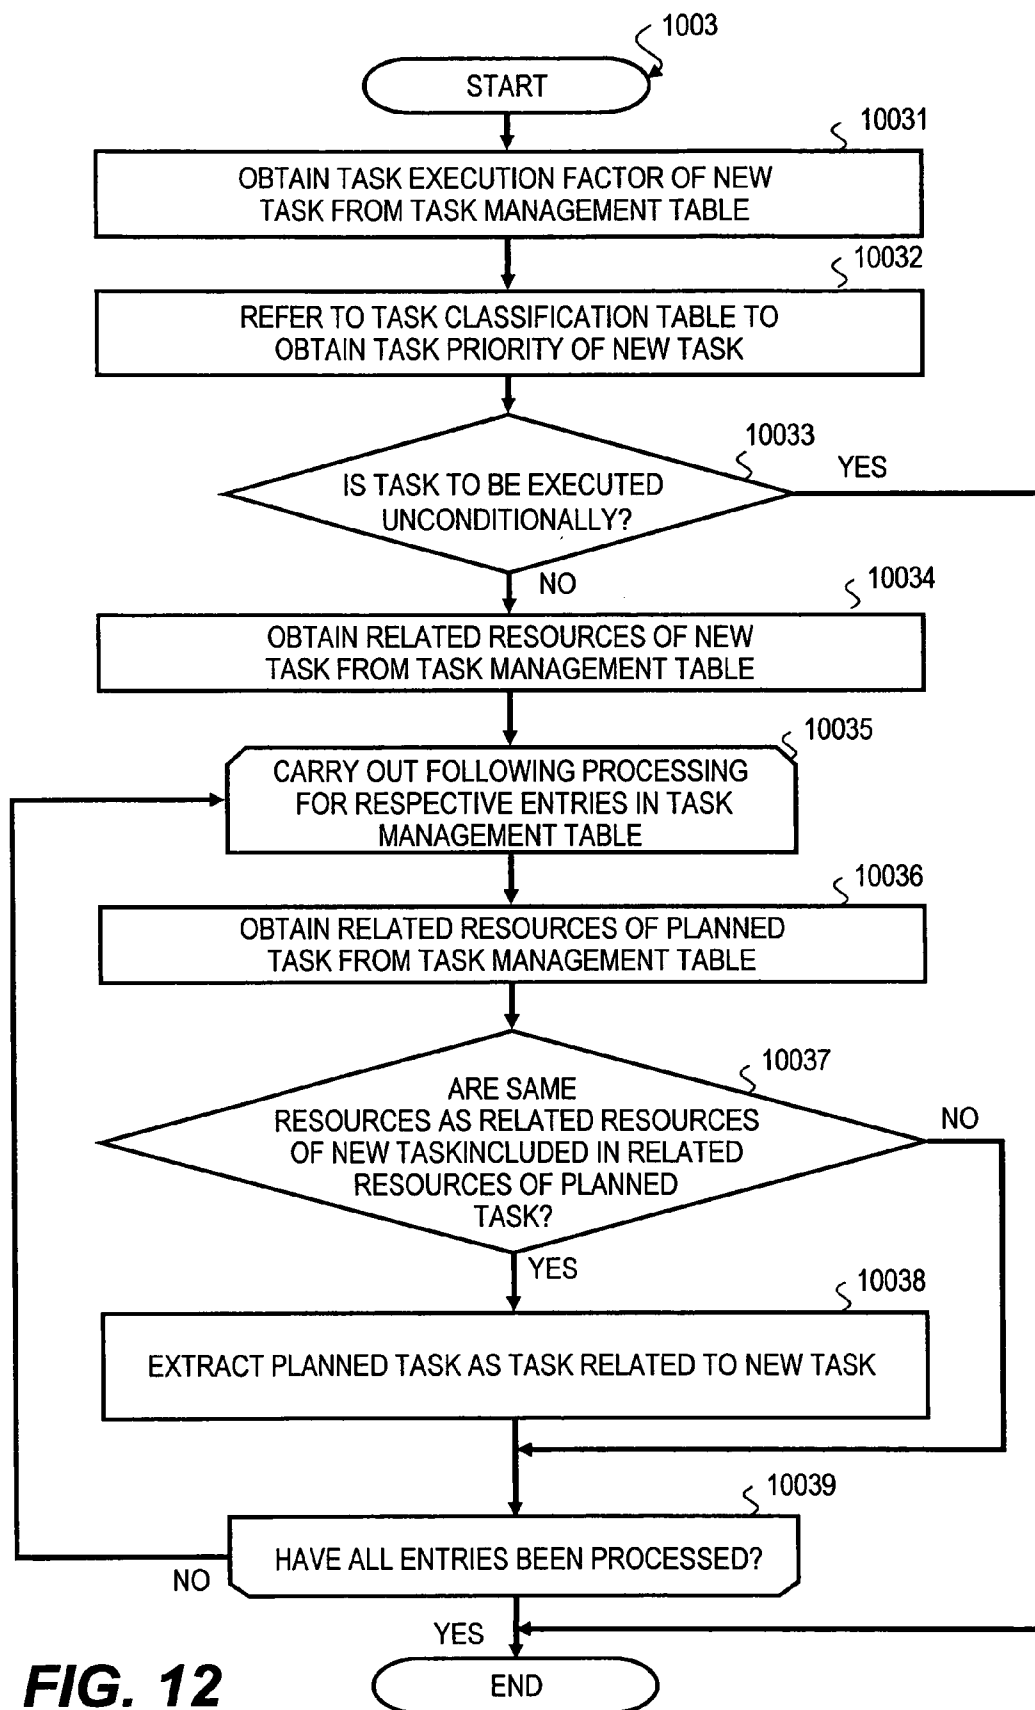 1003
START
10031
OBTAIN TASK EXECUTION FACTOR OF NEW
TASK FROM TASK MANAGEMENT TABLE
10032
REFER TO TASK CLASSIFICATION TABLE TO
OBTAIN TASK PRIORITY OF NEW TASK
10033
YES
IS TASK TO BE EXECUTED
UNCONDITIONALLY?
NO
10034
OBTAIN RELATED RESOURCES OF NEW
TASK FROM TASK MANAGEMENT TABLE
10035
CARRY OUT FOLLOWING PROCESSING
FOR RESPECTIVE ENTRIES IN TASK
MANAGEMENT TABLE
10036
OBTAIN RELATED RESOURCES OF PLANNED
TASK FROM TASK MANAGEMENT TABLE
10037
ARE SAME
RESOURCES AS RELATED RESOURCES
OF NEW TASKINCLUDED IN RELATED
RESOURCES OF PLANNED
TASK?
NO
YES
10038
EXTRACT PLANNED TASK AS TASK RELATED TO NEW TASK
10039
HAVE ALL ENTRIES BEEN PROCESSED?
NO
YES
END
FIG. 12